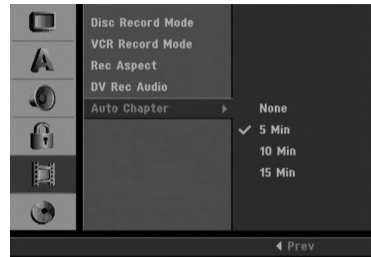 Disc Record Mode
VCR Record Mode
Rec Aspect
DV Rec Audio
Auto Chapter
None
5 Min
10 Min
15 Min
Prev